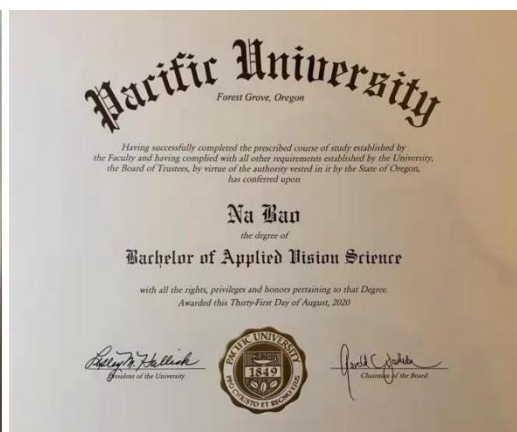 Pacific University
Forest Grove, Oregon
Having successfully completed the prescribed course of study established by
the Faculty and having complied with all other requirements established by the University,
the Board of Trustees, by virtue of the authority vested in it by the State of Oregon,
has conferred upon
Na Bao
the degree of
Bachelor of Applied Vision Science
with all the rights, privileges and honors pertaining to that Degree.
Awarded this Thirty-First Day of August, 2020
Lesley M. Hallick
President of the University
PACIFIC UNIVERSITY
1849
PRO CHRISTO ET REGNO EJUS
Chairman of the Board